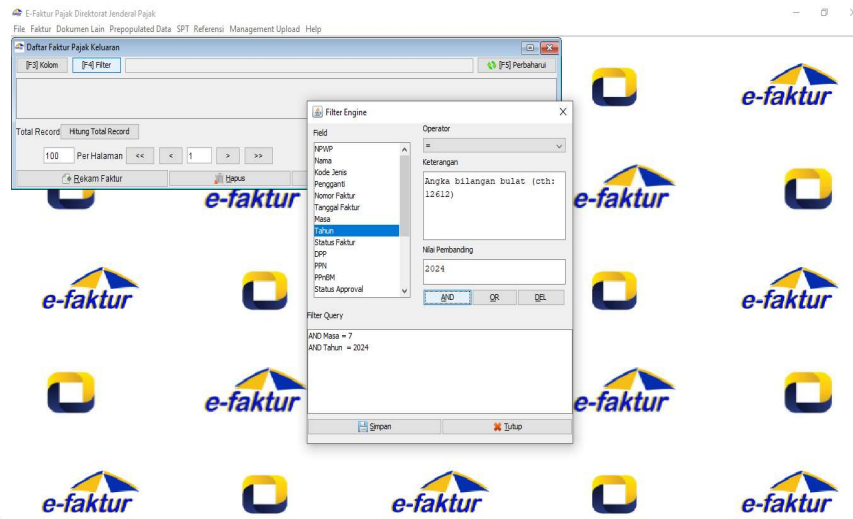 E-Faktur Pajak Direktorat Jenderal Pajak
File Faktur Dokumen Lain Prepopulated Data SPT Referensi Management Upload Help
Daftar Faktur Pajak Keluaran
[F3] Kolom [F4] Filter [F5] Perbaharui
Total Record Hitung Total Record
100 Per Halaman << < 1 > >>
Rekam Faktur Hapus
Filter Engine
Field
NPWP
Nama
Kode Jenis
Pengganti
Nomor Faktur
Tanggal Faktur
Masa
Tahun
Status Faktur
DPP
PPN
PPnBM
Status Approval
Operator
=
Keterangan
Angka bilangan bulat (cth:
12612)
Nilai Pembanding
2024
AND OR DEL
Filter Query
AND Masa = 7
AND Tahun = 2024
Simpan Tutup
e-faktur
e-faktur
e-faktur
e-faktur
e-faktur
e-faktur
e-faktur
e-faktur
e-faktur
e-faktur